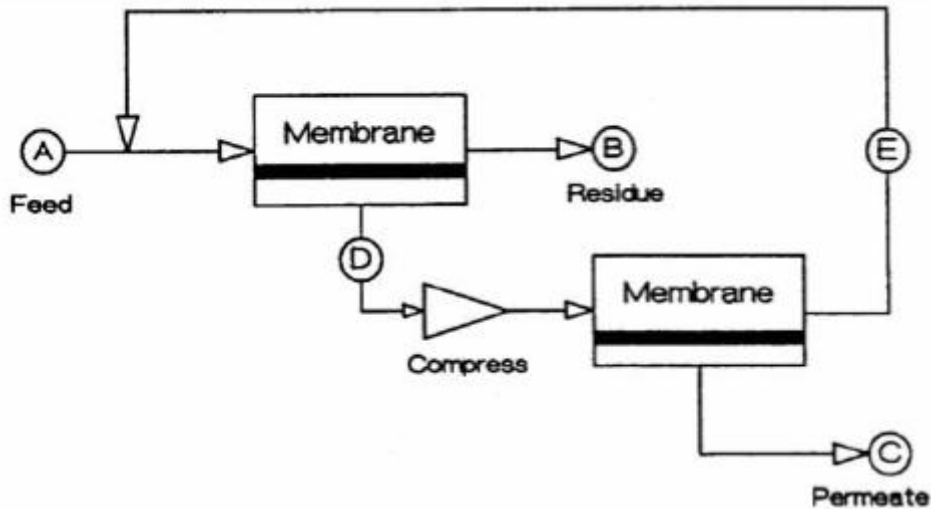 Membrane
A
B
E
Feed
Residue
D
Membrane
Compress
C
Permeate